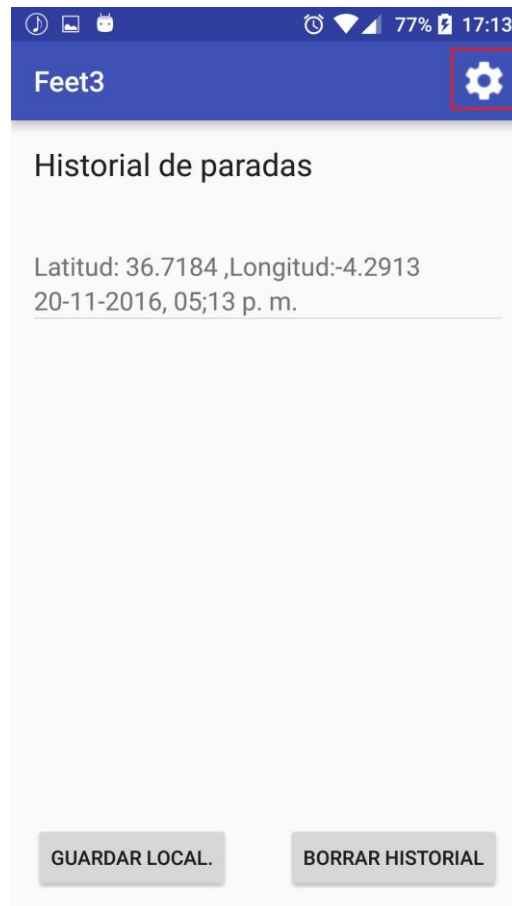 77% 17:13
Feet3
Historial de paradas
Latitud: 36.7184 ,Longitud:-4.2913
20-11-2016, 05;13 p. m.
GUARDAR LOCAL.
BORRAR HISTORIAL